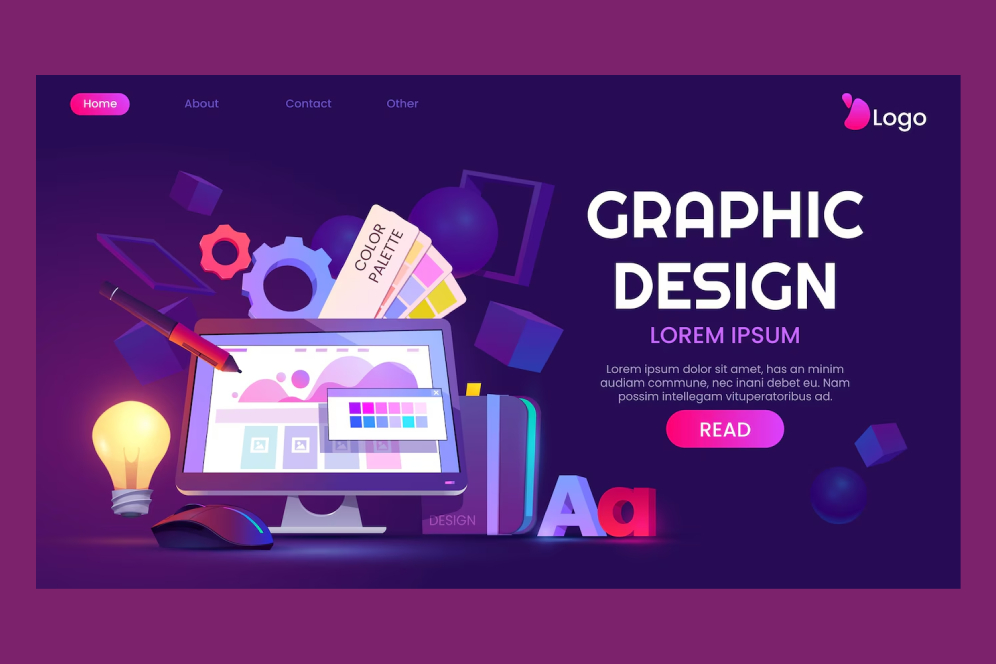 Home
About
Contact
Other
Logo
COLOR
PALETTE
GRAPHIC
DESIGN
LOREM IPSUM
Lorem ipsum dolor sit amet, has an minim
audiam commune, nec inani debet eu. Nam
possim intellegam vituperatoribus ad.
READ
DESIGN
Aa